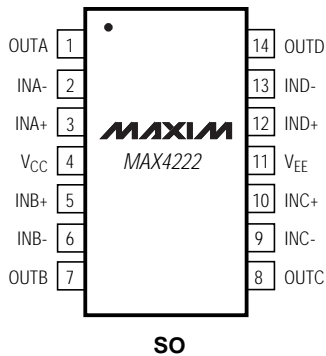 OUTA 1 14 OUTD
INA- 2 13 IND-
INA+ 3 MAXIM 12 IND+
VCC 4 MAX4222 11 VEE
INB+ 5 10 INC+
INB- 6 9 INC-
OUTB 7 8 OUTC
SO